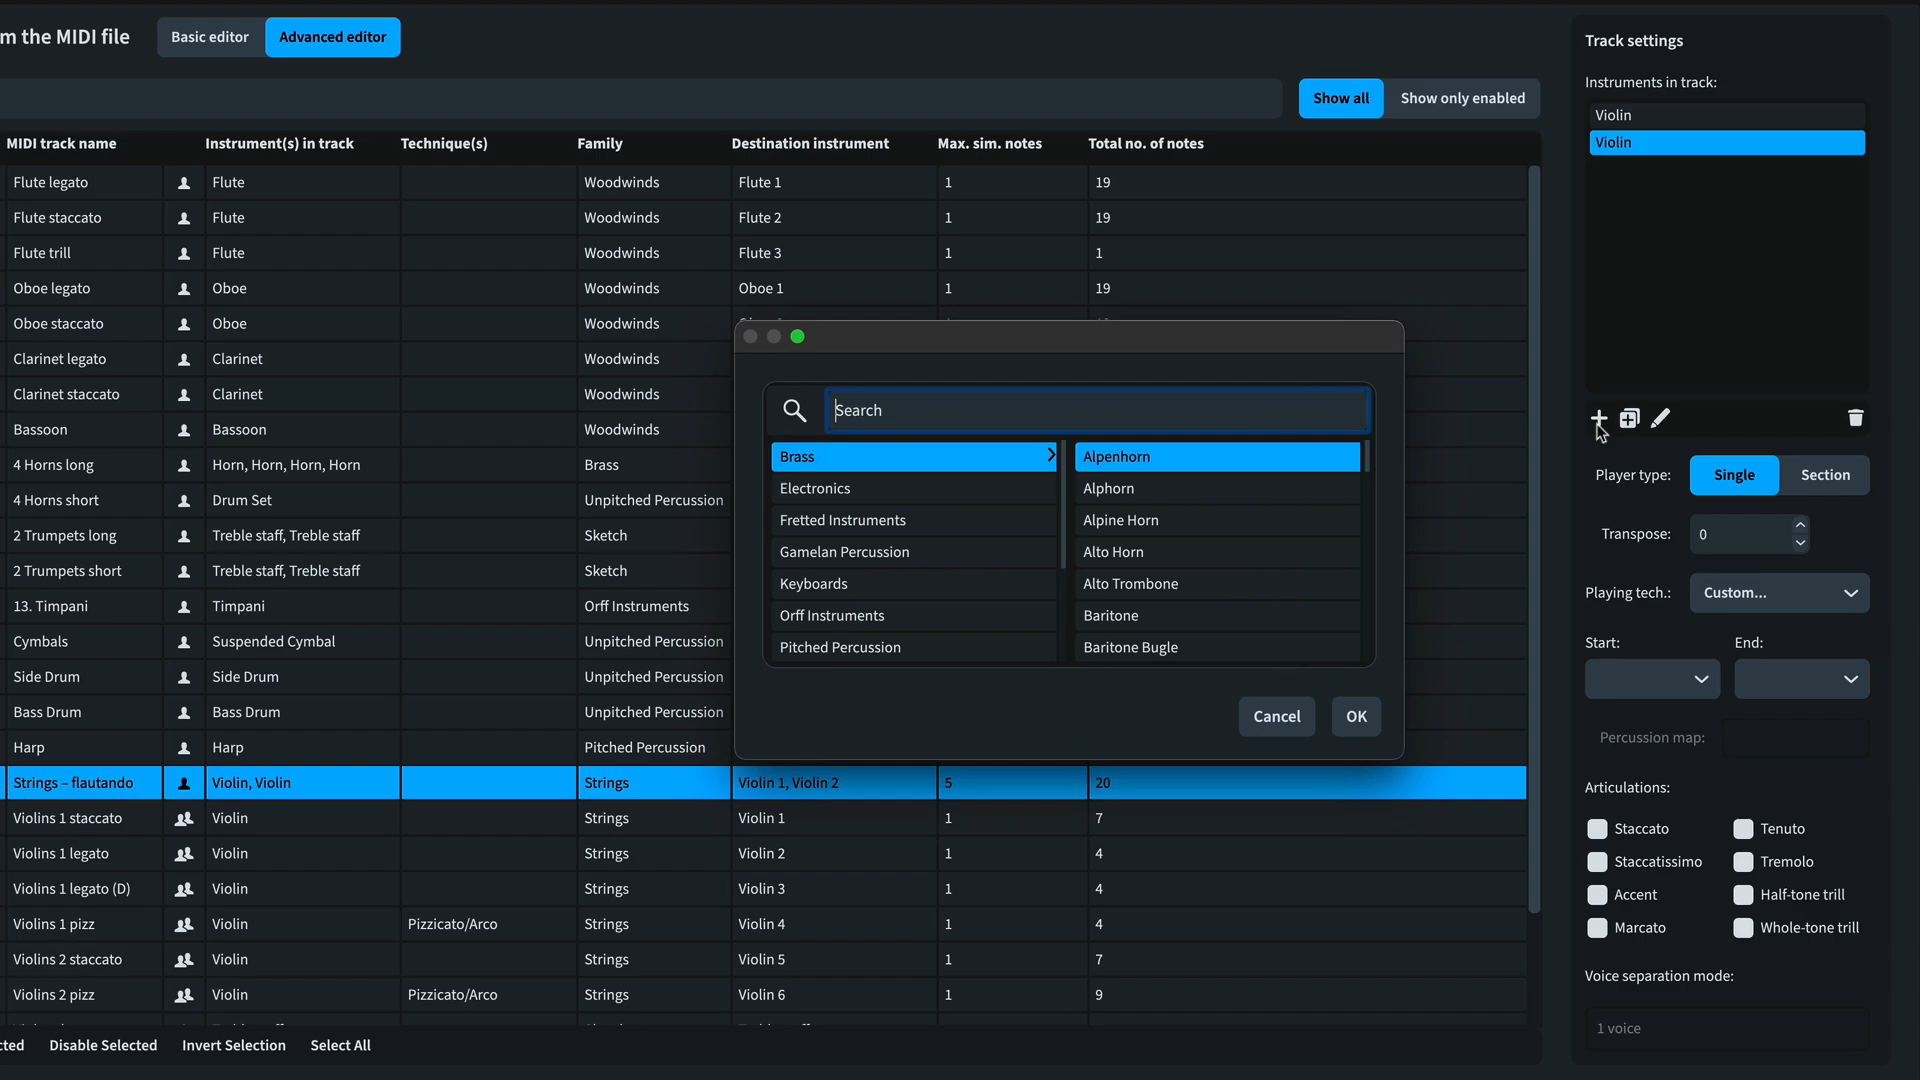 m the MIDI file
Basic editor
Advanced editor
Show all
Show only enabled
MIDI track name Instrument(s) in track Technique(s) Family Destination instrument Max. sim. notes Total no. of notes
Flute legato Flute Woodwinds Flute 1 1 19
Flute staccato Flute Woodwinds Flute 2 1 19
Flute trill Flute Woodwinds Flute 3 1 1
Oboe legato Oboe Woodwinds Oboe 1 1 19
Oboe staccato Oboe Woodwinds
Clarinet legato Clarinet Woodwinds
Clarinet staccato Clarinet Woodwinds
Bassoon Bassoon Woodwinds
4 Horns long Horn, Horn, Horn, Horn Brass
4 Horns short Drum Set Unpitched Percussion
2 Trumpets long Treble staff, Treble staff Sketch
2 Trumpets short Treble staff, Treble staff Sketch
13. Timpani Timpani Orff Instruments
Cymbals Suspended Cymbal Unpitched Percussion
Side Drum Side Drum Unpitched Percussion
Bass Drum Bass Drum Unpitched Percussion
Harp Harp Pitched Percussion
Strings – flautando Violin, Violin Strings Violin 1, Violin 2 5 20
Violins 1 staccato Violin Strings Violin 1 1 7
Violins 1 legato Violin Strings Violin 2 1 4
Violins 1 legato (D) Violin Strings Violin 3 1 4
Violins 1 pizz Violin Pizzicato/Arco Strings Violin 4 1 4
Violins 2 staccato Violin Strings Violin 5 1 7
Violins 2 pizz Violin Pizzicato/Arco Strings Violin 6 1 9
cted Disable Selected Invert Selection Select All
Search
Brass Alpenhorn
Electronics Alphorn
Fretted Instruments Alpine Horn
Gamelan Percussion Alto Horn
Keyboards Alto Trombone
Orff Instruments Baritone
Pitched Percussion Baritone Bugle
Cancel OK
Track settings
Instruments in track:
Violin
Violin
Player type: Single Section
Transpose: 0
Playing tech.: Custom...
Start: End:
Percussion map:
Articulations:
Staccato Tenuto
Staccatissimo Tremolo
Accent Half-tone trill
Marcato Whole-tone trill
Voice separation mode:
1 voice